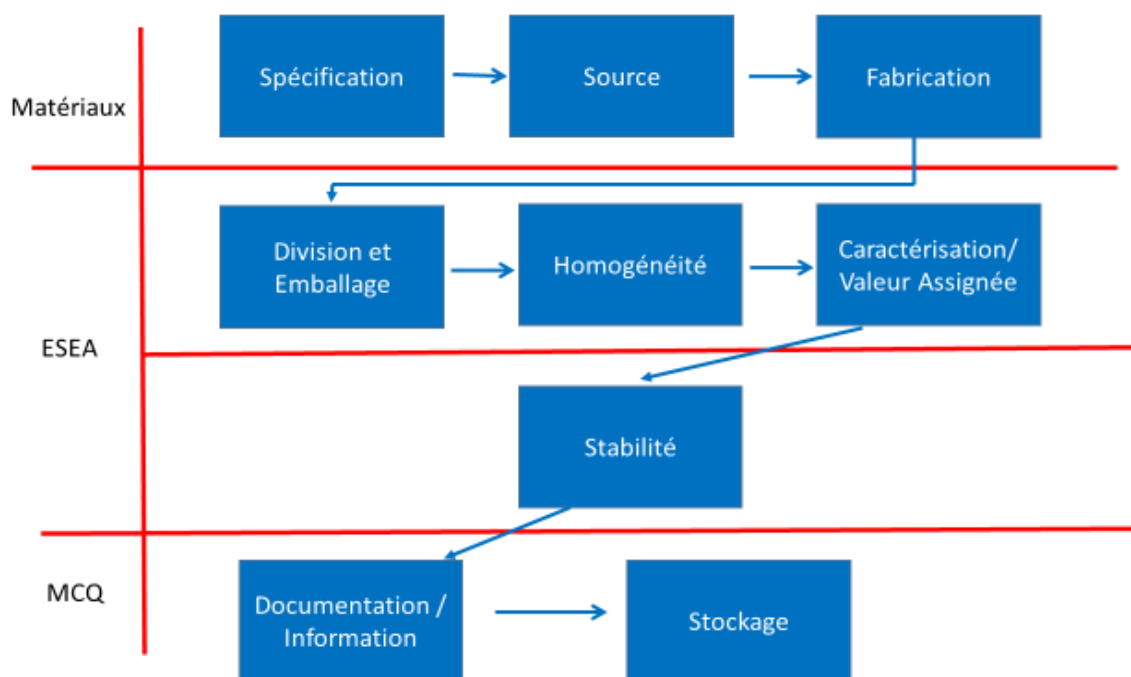 Matériaux
Spécification
Source
Fabrication
ESEA
Division et
Emballage
Homogénéité
Caractérisation/
Valeur Assignée
Stabilité
MCQ
Documentation /
Information
Stockage